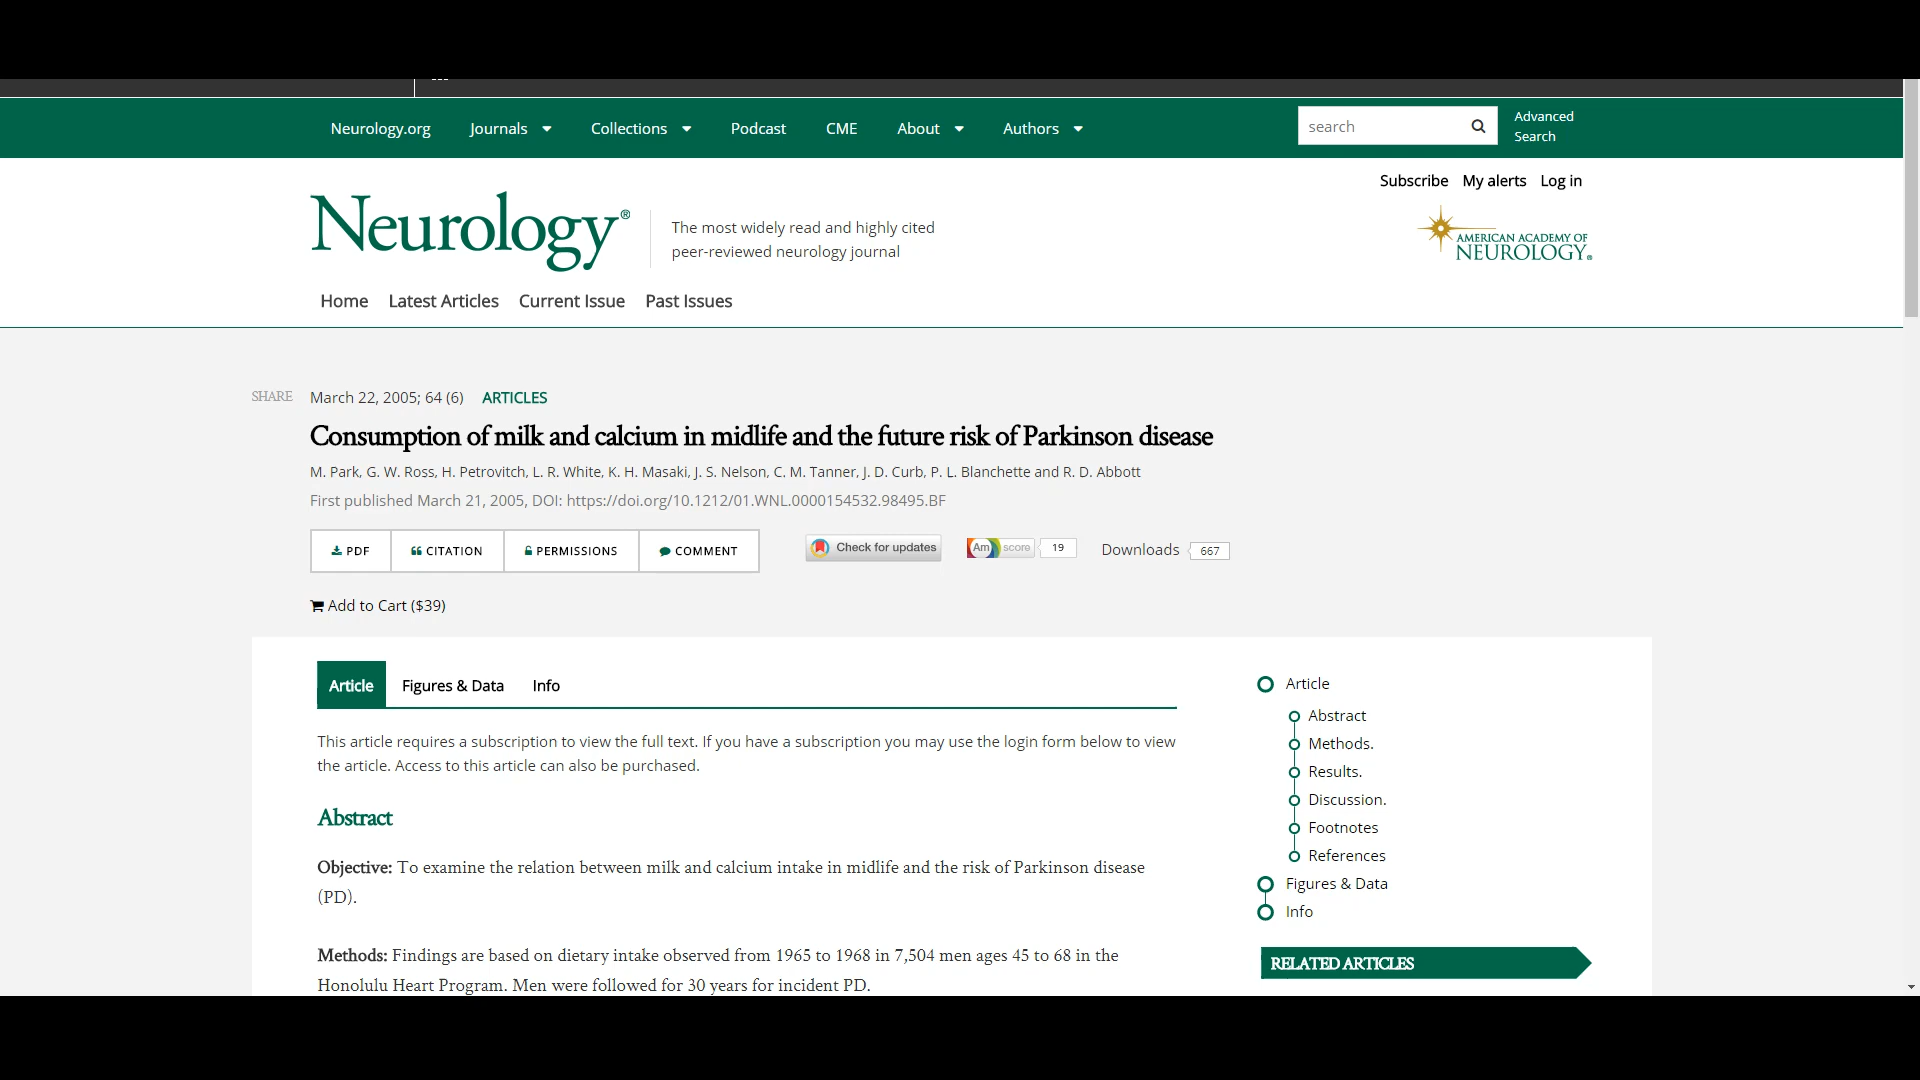 Neurology.org Journals Collections Podcast CME About Authors search Advanced Search
Subscribe My alerts Log in
Neurology® The most widely read and highly cited
peer-reviewed neurology journal
AMERICAN ACADEMY OF
NEUROLOGY®
Home Latest Articles Current Issue Past Issues
SHARE March 22, 2005; 64 (6) ARTICLES
Consumption of milk and calcium in midlife and the future risk of Parkinson disease
M. Park, G. W. Ross, H. Petrovitch, L. R. White, K. H. Masaki, J. S. Nelson, C. M. Tanner, J. D. Curb, P. L. Blanchette and R. D. Abbott
First published March 21, 2005, DOI: https://doi.org/10.1212/01.WNL.0000154532.98495.BF
PDF CITATION PERMISSIONS COMMENT Check for updates Am score 19 Downloads 667
Add to Cart ($39)
Article Figures & Data Info
This article requires a subscription to view the full text. If you have a subscription you may use the login form below to view
the article. Access to this article can also be purchased.
Abstract
Objective: To examine the relation between milk and calcium intake in midlife and the risk of Parkinson disease
(PD).
Methods: Findings are based on dietary intake observed from 1965 to 1968 in 7,504 men ages 45 to 68 in the
Honolulu Heart Program. Men were followed for 30 years for incident PD.
Article
Abstract
Methods.
Results.
Discussion.
Footnotes
References
Figures & Data
Info
RELATED ARTICLES